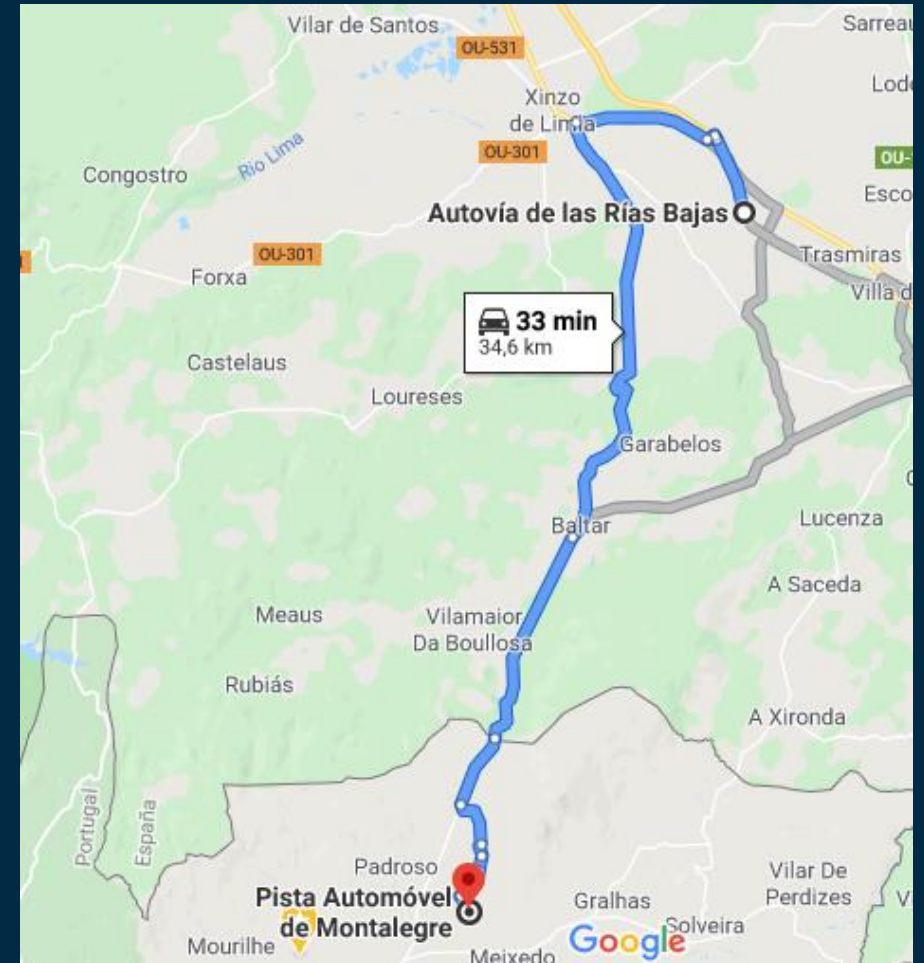 Vilar de Santos
Sarreau
OU-531
Lod
Xinzo
de Limia
OU-301
Rio Lima
Congostro
OU-
Esco
Autovía de las Rías Bajas
OU-301
Trasmiras
Forxa
Villa d
33 min
34,6 km
Castelaus
Loureses
Garabelos
Baltar
Lucenza
A Saceda
Meaus
Vilamaior
Da Boullosa
Rubiás
A Xironda
Portugal
España
Padroso
Pista Automóvel
de Montalegre
Vilar De
Perdizes
Gralhas
Solveira
Mourilhe
Meixedo
Google